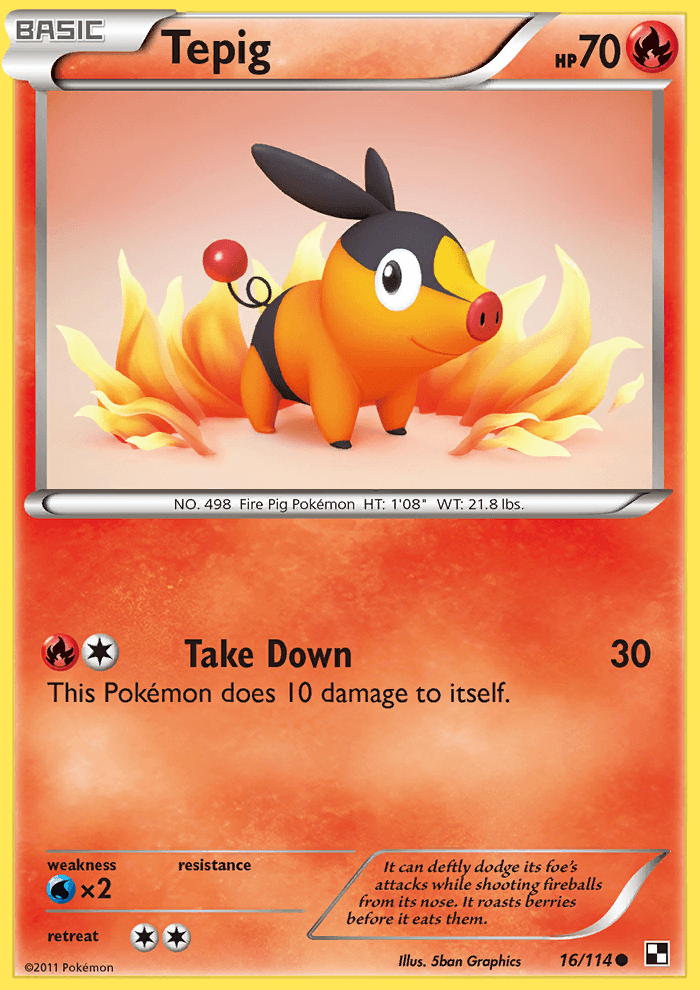 BASIC
Tepig
HP70
NO. 498 Fire Pig Pokémon HT: 1'08" WT: 21.8 lbs.
Take Down 30
This Pokémon does 10 damage to itself.
weakness resistance
×2
retreat
It can deftly dodge its foe's
attacks while shooting fireballs
from its nose. It roasts berries
before it eats them.
©2011 Pokémon
Illus. 5ban Graphics
16/114